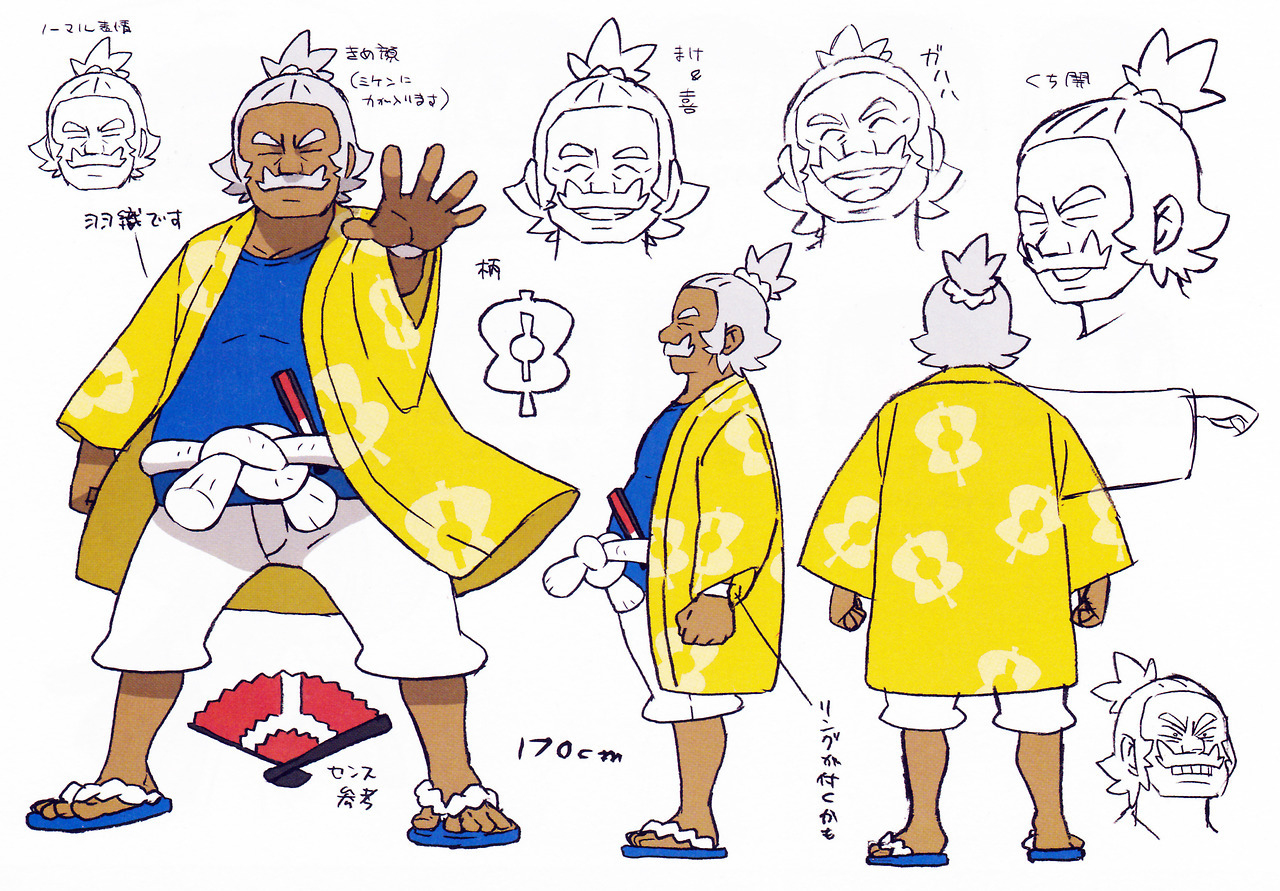 ノーマル表情
きめ顔
(ミケンに
力が入ります)
まけ
&
喜
ガハハハ
くち開
羽織です
柄
170cm
センス
参考
リングが付くかも